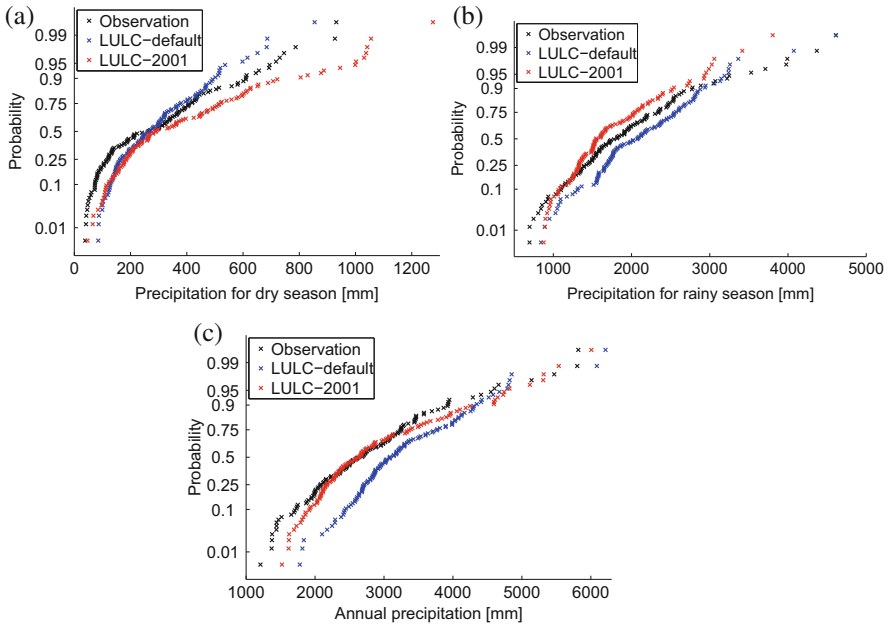 (a)
Observation
LULC−default
LULC−2001
0.99
0.95
0.9
0.75
0.5
0.25
0.1
0.01
Probability
0 200 400 600 800 1000 1200
Precipitation for dry season [mm]
(b)
Observation
LULC−default
LULC−2001
0.99
0.95
0.9
0.75
0.5
0.25
0.1
0.01
Probability
1000 2000 3000 4000 5000
Precipitation for rainy season [mm]
(c)
Observation
LULC−default
LULC−2001
0.99
0.95
0.9
0.75
0.5
0.25
0.1
0.01
Probability
1000 2000 3000 4000 5000 6000
Annual precipitation [mm]